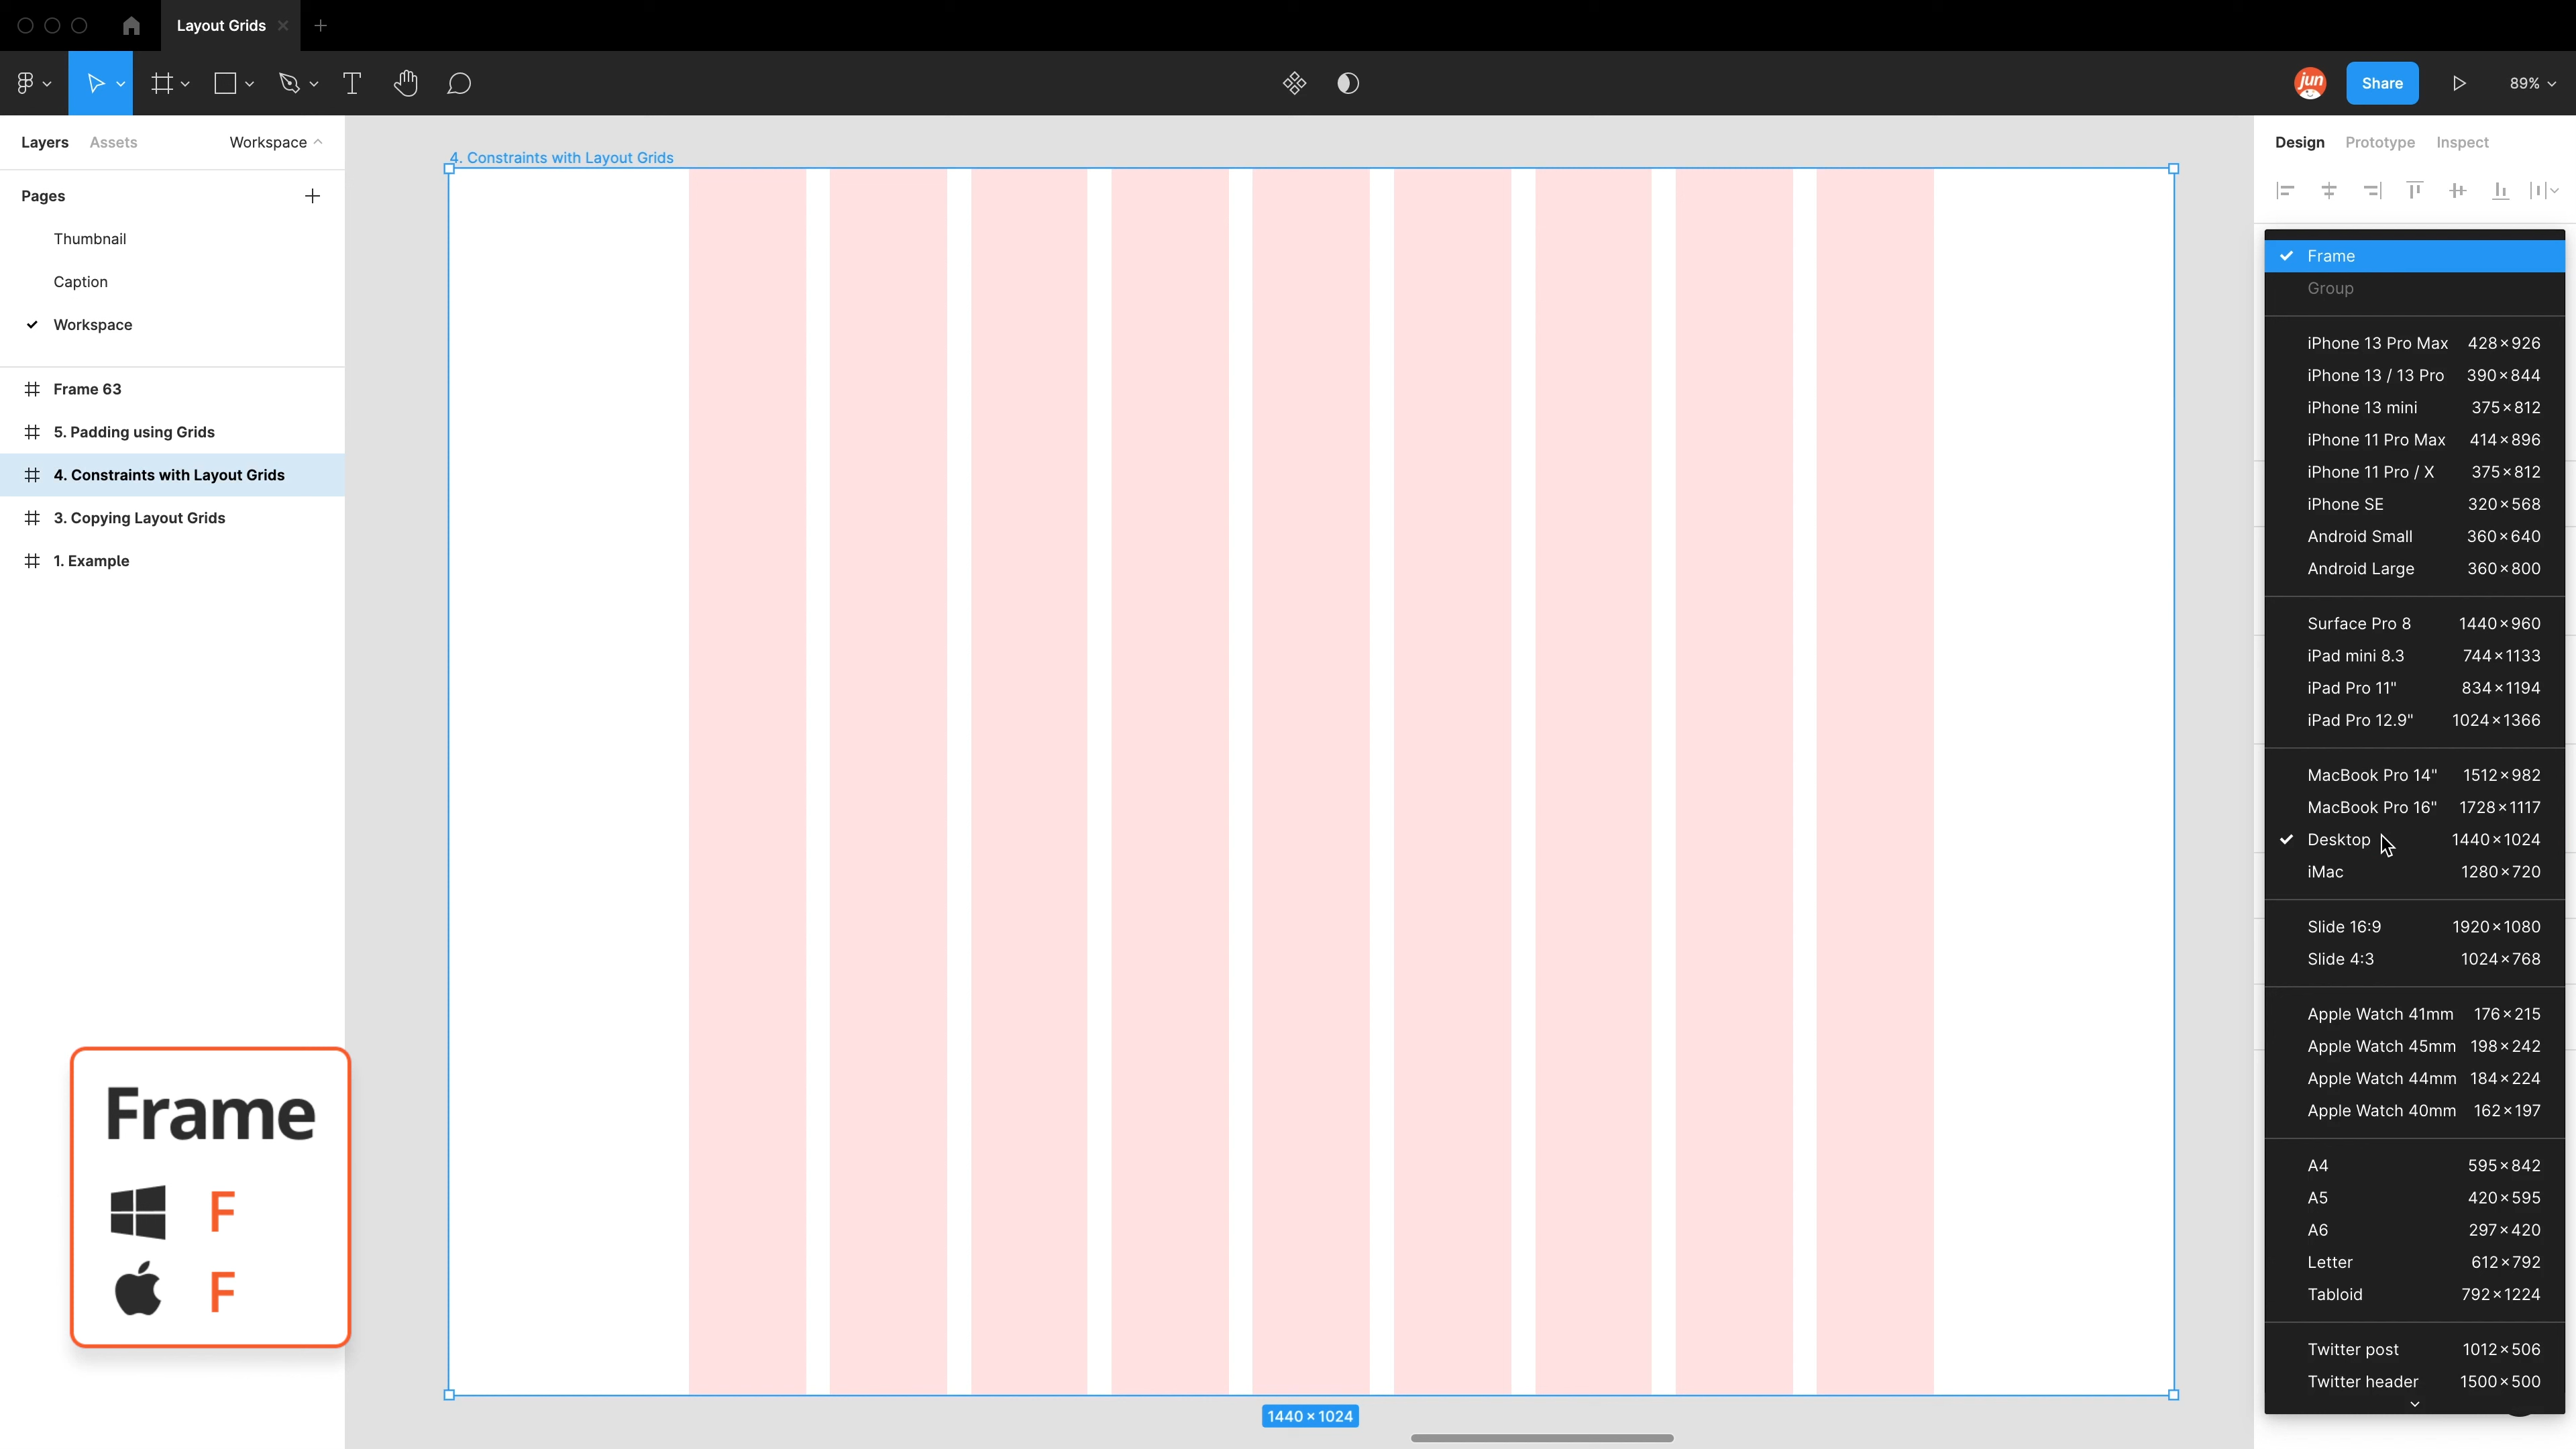 Layout Grids
jun
Share
89%
Layers
Assets
Workspace
Pages
Thumbnail
Caption
Workspace
Frame 63
5. Padding using Grids
4. Constraints with Layout Grids
3. Copying Layout Grids
1. Example
4. Constraints with Layout Grids
1440 × 1024
Frame
F
F
Design
Prototype
Inspect
Frame
Group
iPhone 13 Pro Max 428×926
iPhone 13 / 13 Pro 390×844
iPhone 13 mini 375×812
iPhone 11 Pro Max 414×896
iPhone 11 Pro / X 375×812
iPhone SE 320×568
Android Small 360×640
Android Large 360×800
Surface Pro 8 1440×960
iPad mini 8.3 744×1133
iPad Pro 11" 834×1194
iPad Pro 12.9" 1024×1366
MacBook Pro 14" 1512×982
MacBook Pro 16" 1728×1117
Desktop 1440×1024
iMac 1280×720
Slide 16:9 1920×1080
Slide 4:3 1024×768
Apple Watch 41mm 176×215
Apple Watch 45mm 198×242
Apple Watch 44mm 184×224
Apple Watch 40mm 162×197
A4 595×842
A5 420×595
A6 297×420
Letter 612×792
Tabloid 792×1224
Twitter post 1012×506
Twitter header 1500×500